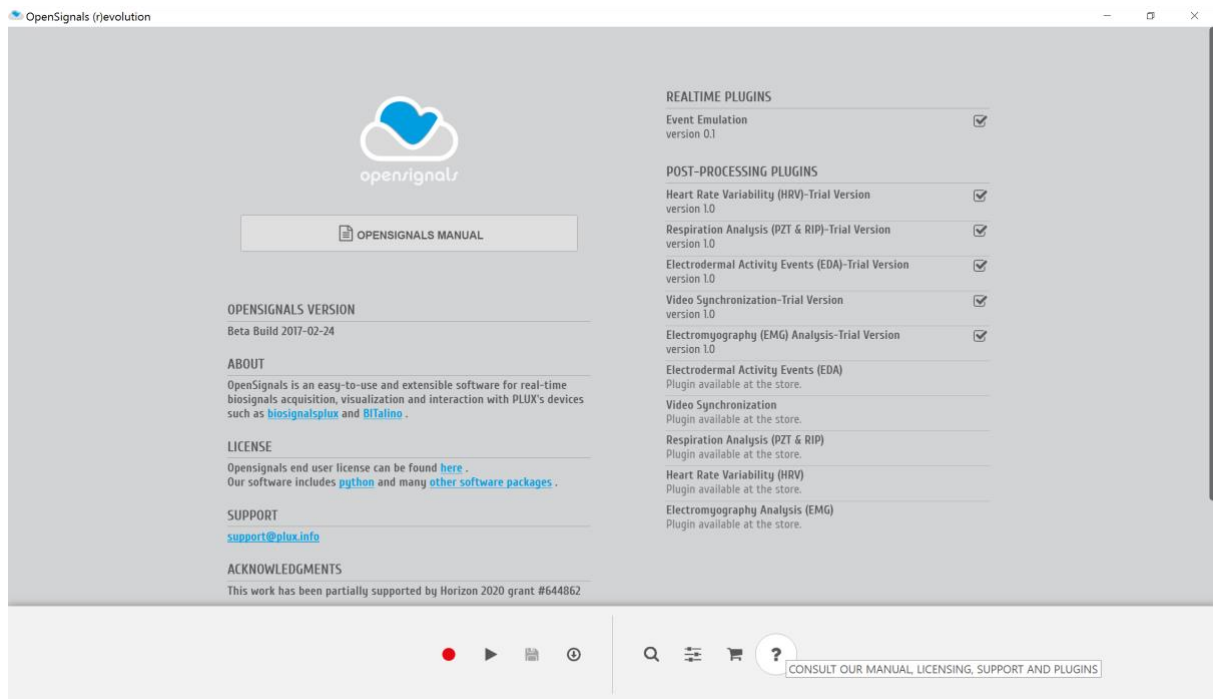 OpenSignals (r)evolution
opensignals
OPENSIGNALS MANUAL
OPENSIGNALS VERSION
Beta Build 2017-02-24
ABOUT
OpenSignals is an easy-to-use and extensible software for real-time
biosignals acquisition, visualization and interaction with PLUX's devices
such as biosignalsplux and BITalino .
LICENSE
Opensignals end user license can be found here .
Our software includes python and many other software packages .
SUPPORT
support@plux.info
ACKNOWLEDGMENTS
This work has been partially supported by Horizon 2020 grant #644862
REALTIME PLUGINS
Event Emulation
version 0.1
POST-PROCESSING PLUGINS
Heart Rate Variability (HRV)-Trial Version
version 1.0
Respiration Analysis (PZT & RIP)-Trial Version
version 1.0
Electrodermal Activity Events (EDA)-Trial Version
version 1.0
Video Synchronization-Trial Version
version 1.0
Electromyography (EMG) Analysis-Trial Version
version 1.0
Electrodermal Activity Events (EDA)
Plugin available at the store.
Video Synchronization
Plugin available at the store.
Respiration Analysis (PZT & RIP)
Plugin available at the store.
Heart Rate Variability (HRV)
Plugin available at the store.
Electromyography Analysis (EMG)
Plugin available at the store.
?
CONSULT OUR MANUAL, LICENSING, SUPPORT AND PLUGINS